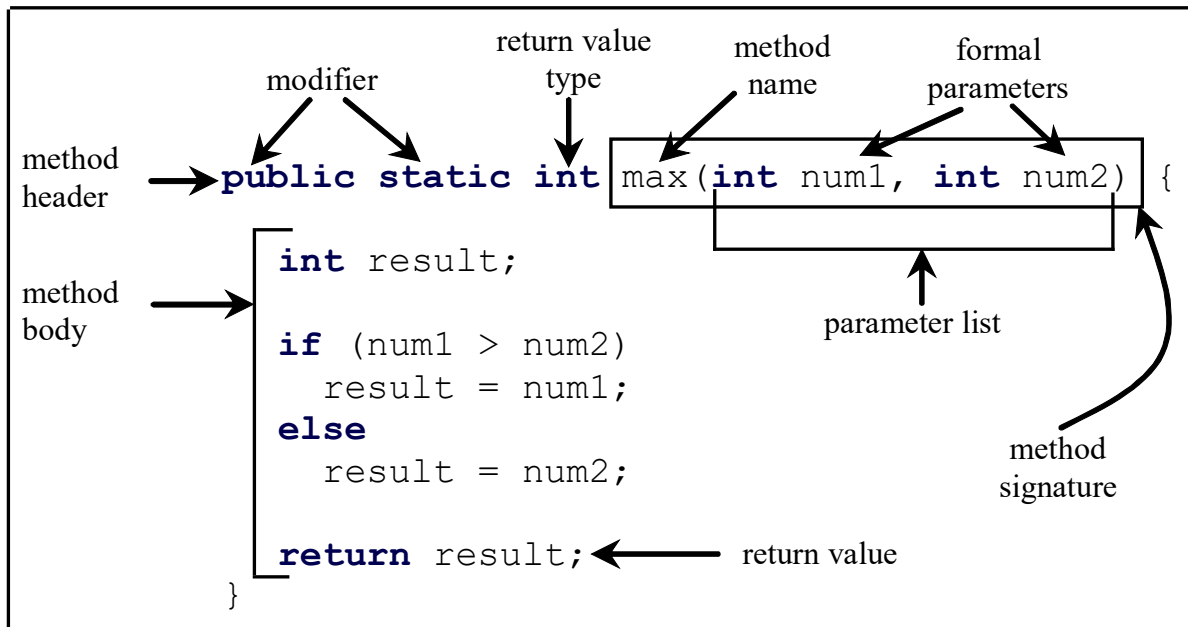 return value
type
method
name
formal
parameters
modifier
method
header
public static int max(int num1, int num2) {
method
body
int result;
parameter list
if (num1 > num2)
result = num1;
else
result = num2;
method
signature
return result;
return value
}